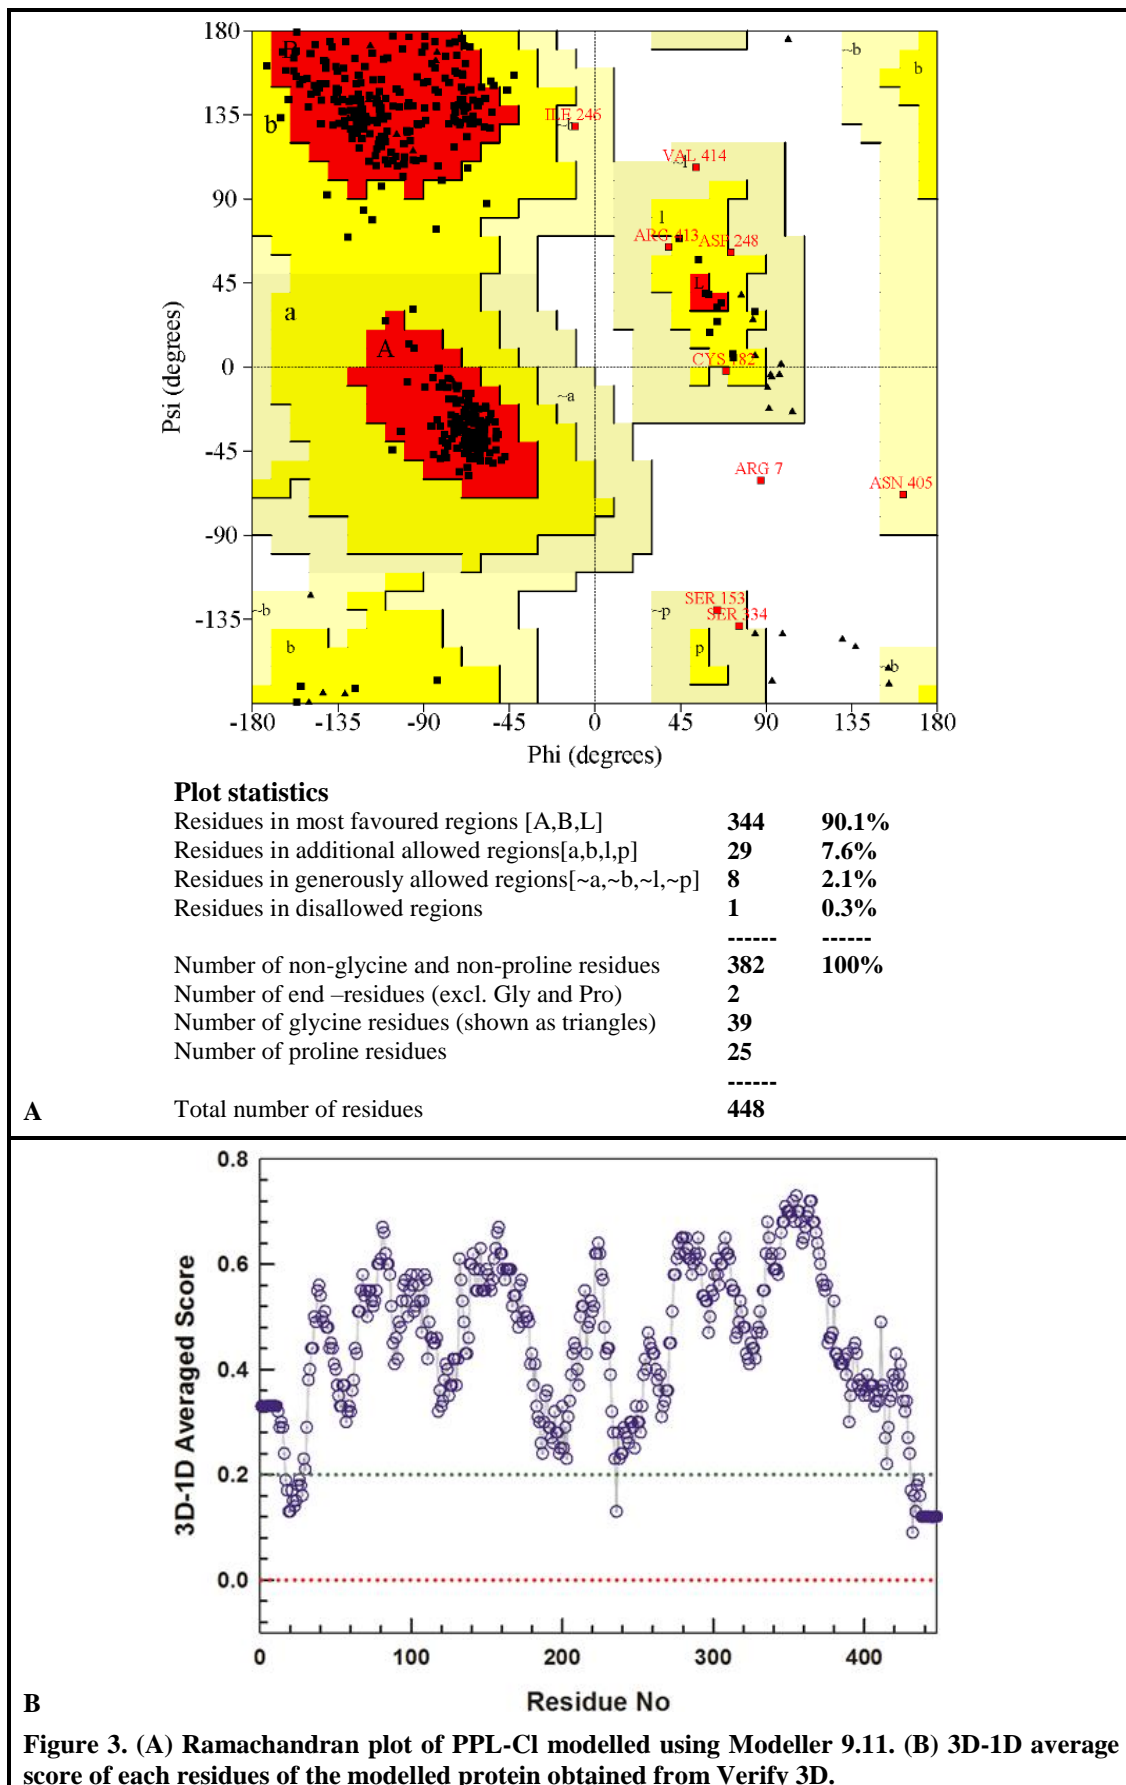 180
135
90
45
0
-45
-90
-135
Psi (degrees)
B
b
~b
ILE 246
~b
b
VAL 414
~l
l
ARG 413
ASP 248
L
a
A
CYS 182
~a
ARG 7
ASN 405
SER 153
~p
SER 334
~b
b
p
~b
-180
-135
-90
-45
0
45
90
135
180
Phi (degrees)
Plot statistics
Residues in most favoured regions [A,B,L] 344 90.1%
Residues in additional allowed regions[a,b,l,p] 29 7.6%
Residues in generously allowed regions[~a,~b,~l,~p] 8 2.1%
Residues in disallowed regions 1 0.3%
------ ------
Number of non-glycine and non-proline residues 382 100%
Number of end –residues (excl. Gly and Pro) 2
Number of glycine residues (shown as triangles) 39
Number of proline residues 25
------
A Total number of residues 448
0.8
0.6
0.4
0.2
0.0
3D-1D Averaged Score
0 100 200 300 400
B Residue No
Figure 3. (A) Ramachandran plot of PPL-Cl modelled using Modeller 9.11. (B) 3D-1D average
score of each residues of the modelled protein obtained from Verify 3D.